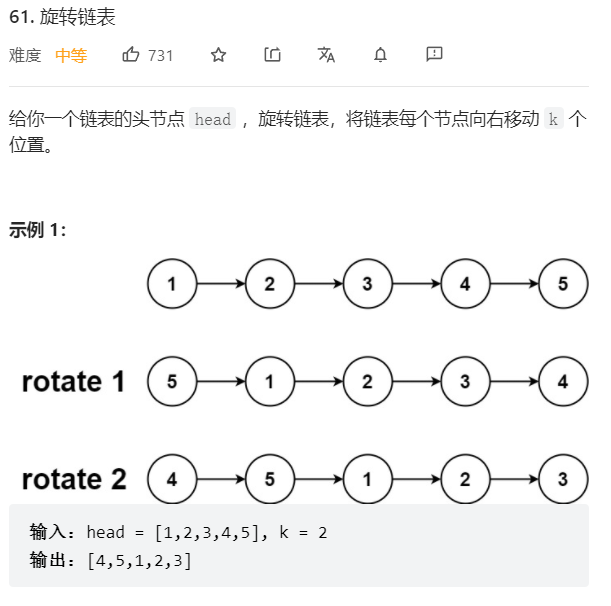 61. 旋转链表
难度 中等 731
给你一个链表的头节点 head ，旋转链表，将链表每个节点向右移动 k 个
位置。
示例 1：
1 2 3 4 5
rotate 1 5 1 2 3 4
rotate 2 4 5 1 2 3
输入：head = [1,2,3,4,5], k = 2
输出：[4,5,1,2,3]